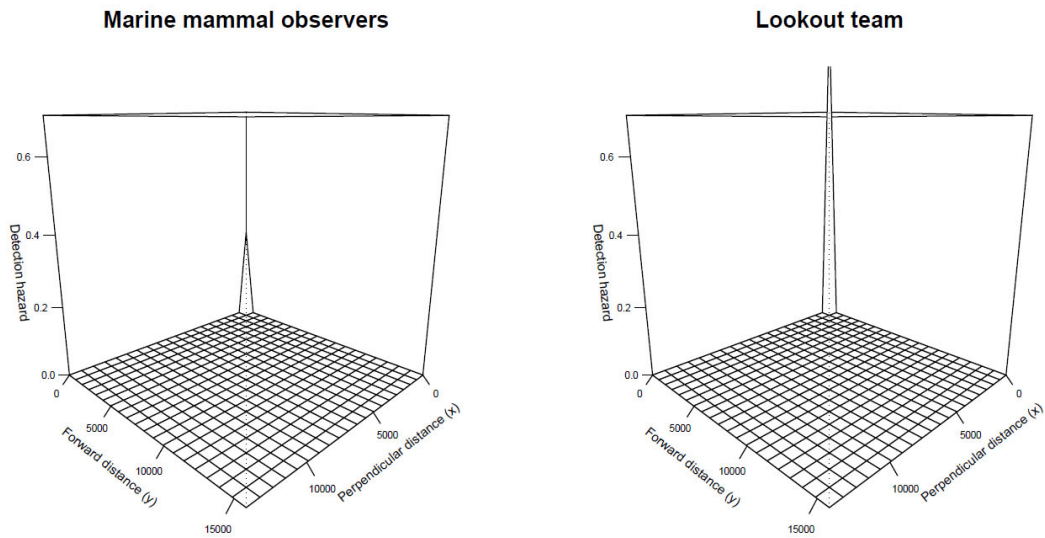 Marine mammal observers
0.6
0.4
0.2
0.0
Detection hazard
0
5000
10000
15000
Forward distance (y)
0
5000
10000
Perpendicular distance (x)
Lookout team
0.6
0.4
0.2
0.0
Detection hazard
0
5000
10000
15000
Forward distance (y)
0
5000
10000
Perpendicular distance (x)